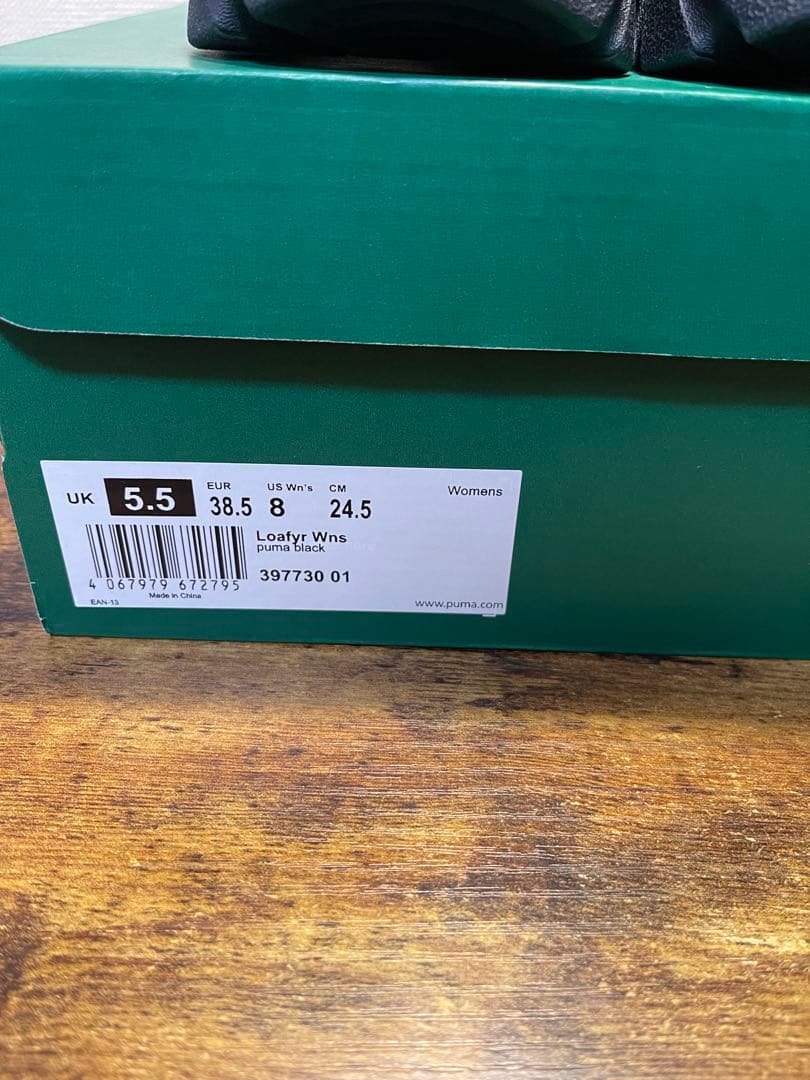 UK 5.5 EUR 38.5 US Wn's 8 CM 24.5 Womens
Loafyr Wns
puma black
4 067979 672795
397730 01
Made in China
EAN-13
www.puma.com